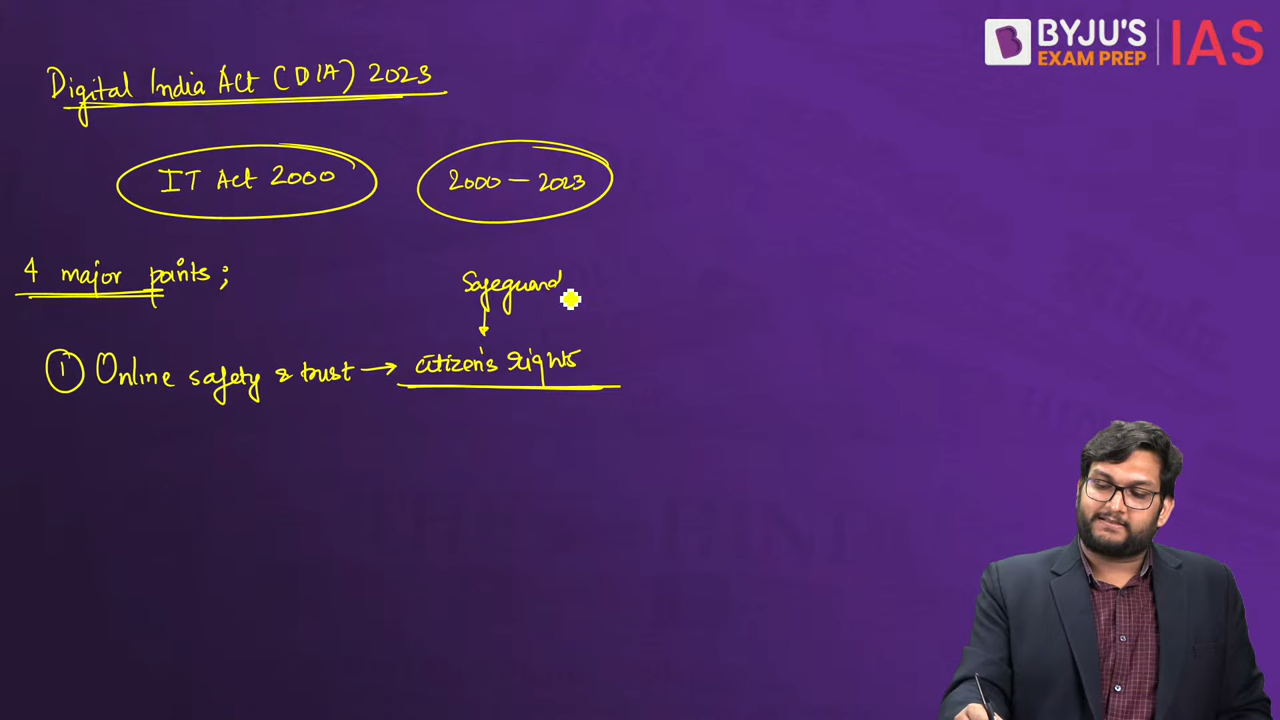 BYJU'S
EXAM PREP
IAS
Digital India Act (DIA) 2023
IT Act 2000
2000 – 2023
4 major points ;
Safeguard
① Online safety & trust → citizen's rights